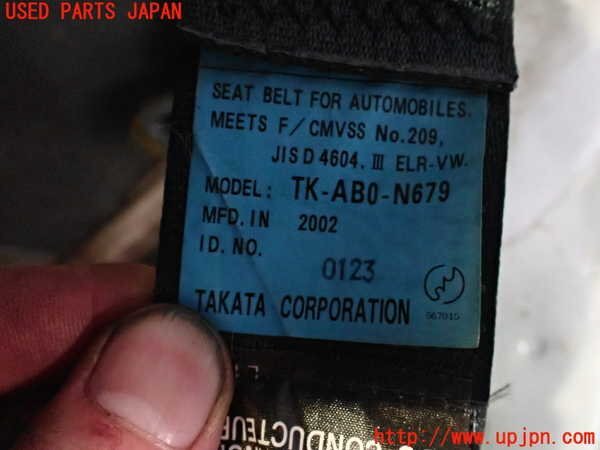 USED PARTS JAPAN
SEAT BELT FOR AUTOMOBILES.
MEETS F/CMVSS No.209,
JIS D 4604. III ELR-VW.
MODEL: TK-AB0-N679
MFD. IN 2002
ID. NO. 0123
TAKATA CORPORATION
CONDUCTEUR
www.upjpn.com